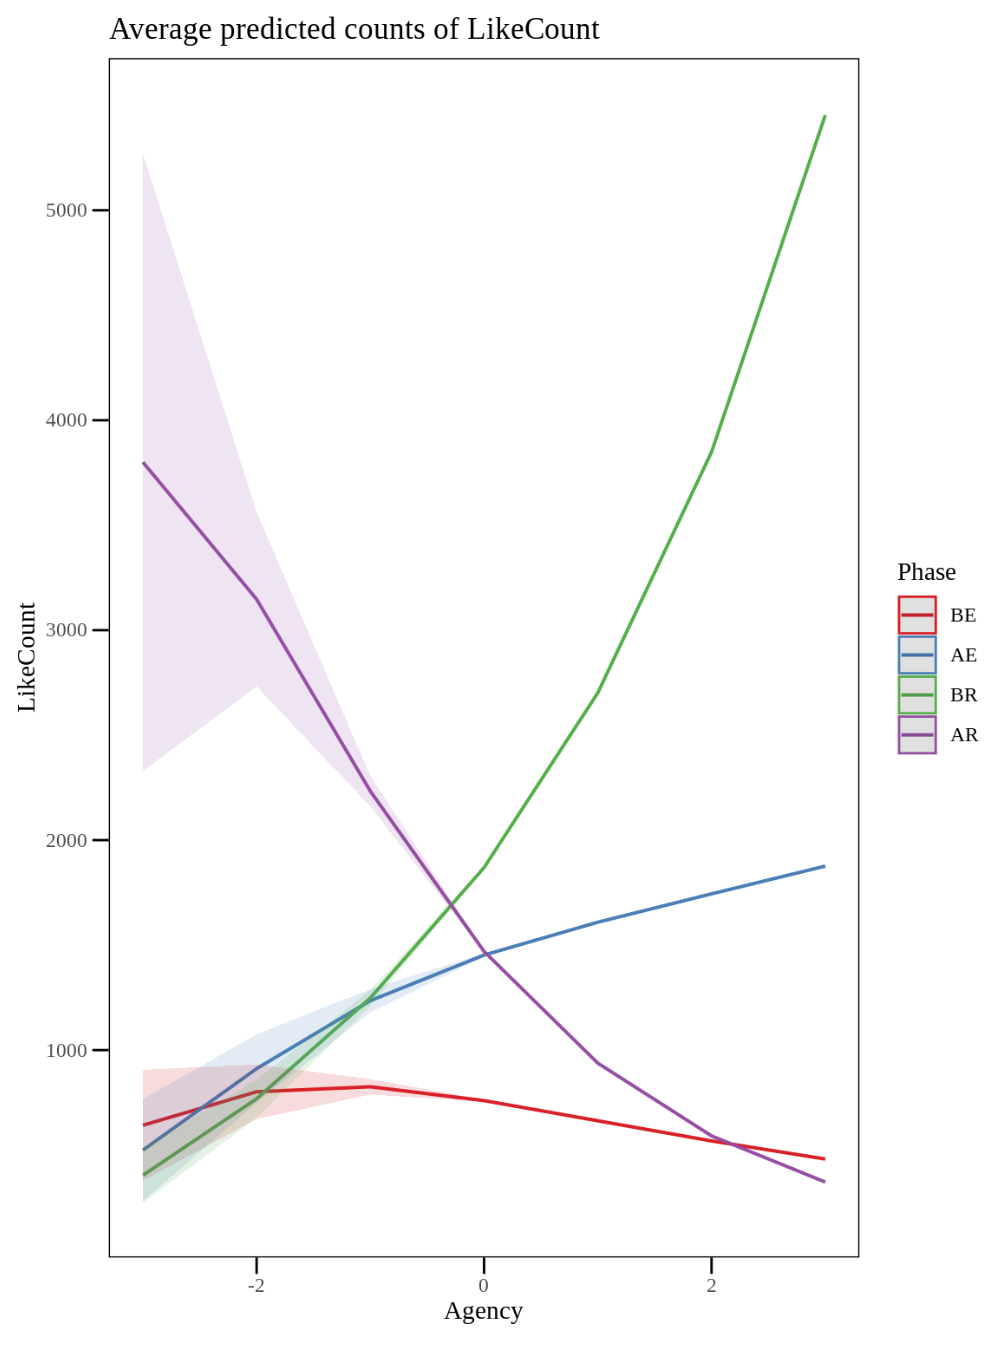 Average predicted counts of LikeCount
5000
4000
3000
2000
1000
LikeCount
-2
0
2
Agency
Phase
BE
AE
BR
AR